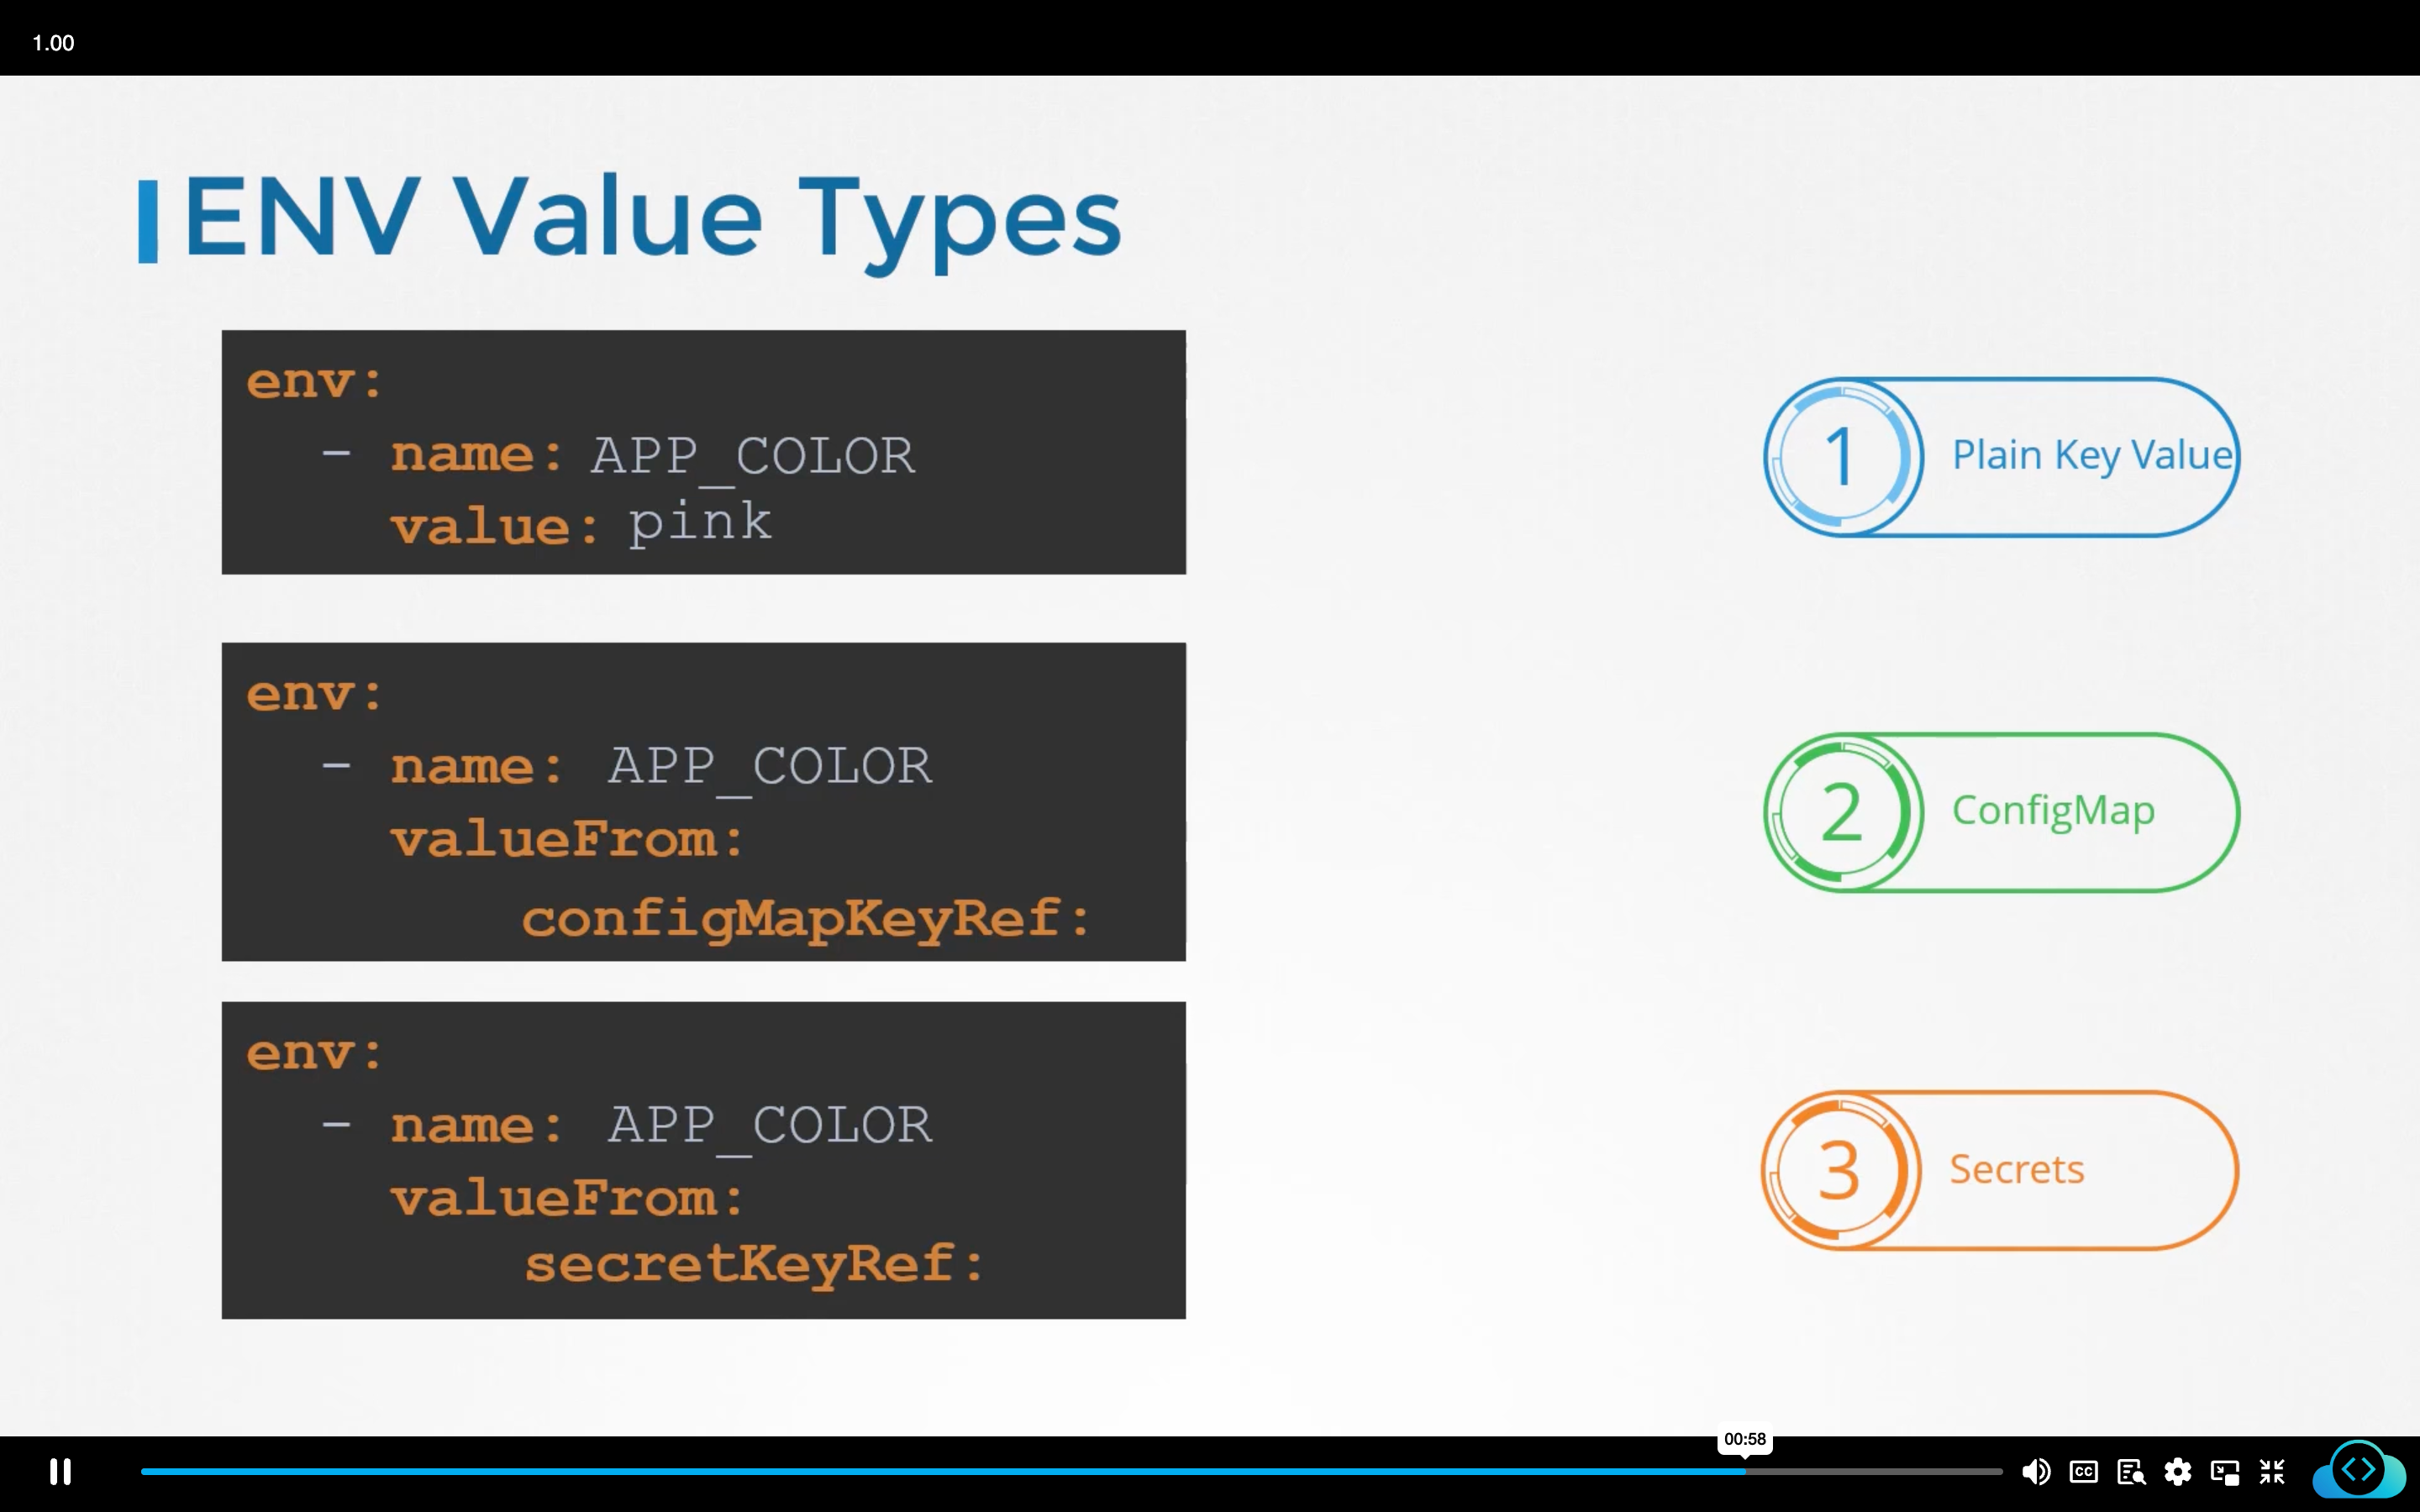 1.00
ENV Value Types
env:
- name: APP_COLOR
value: pink
1 Plain Key Value
env:
- name: APP_COLOR
valueFrom:
configMapKeyRef:
2 ConfigMap
env:
- name: APP_COLOR
valueFrom:
secretKeyRef:
3 Secrets
00:58
CC